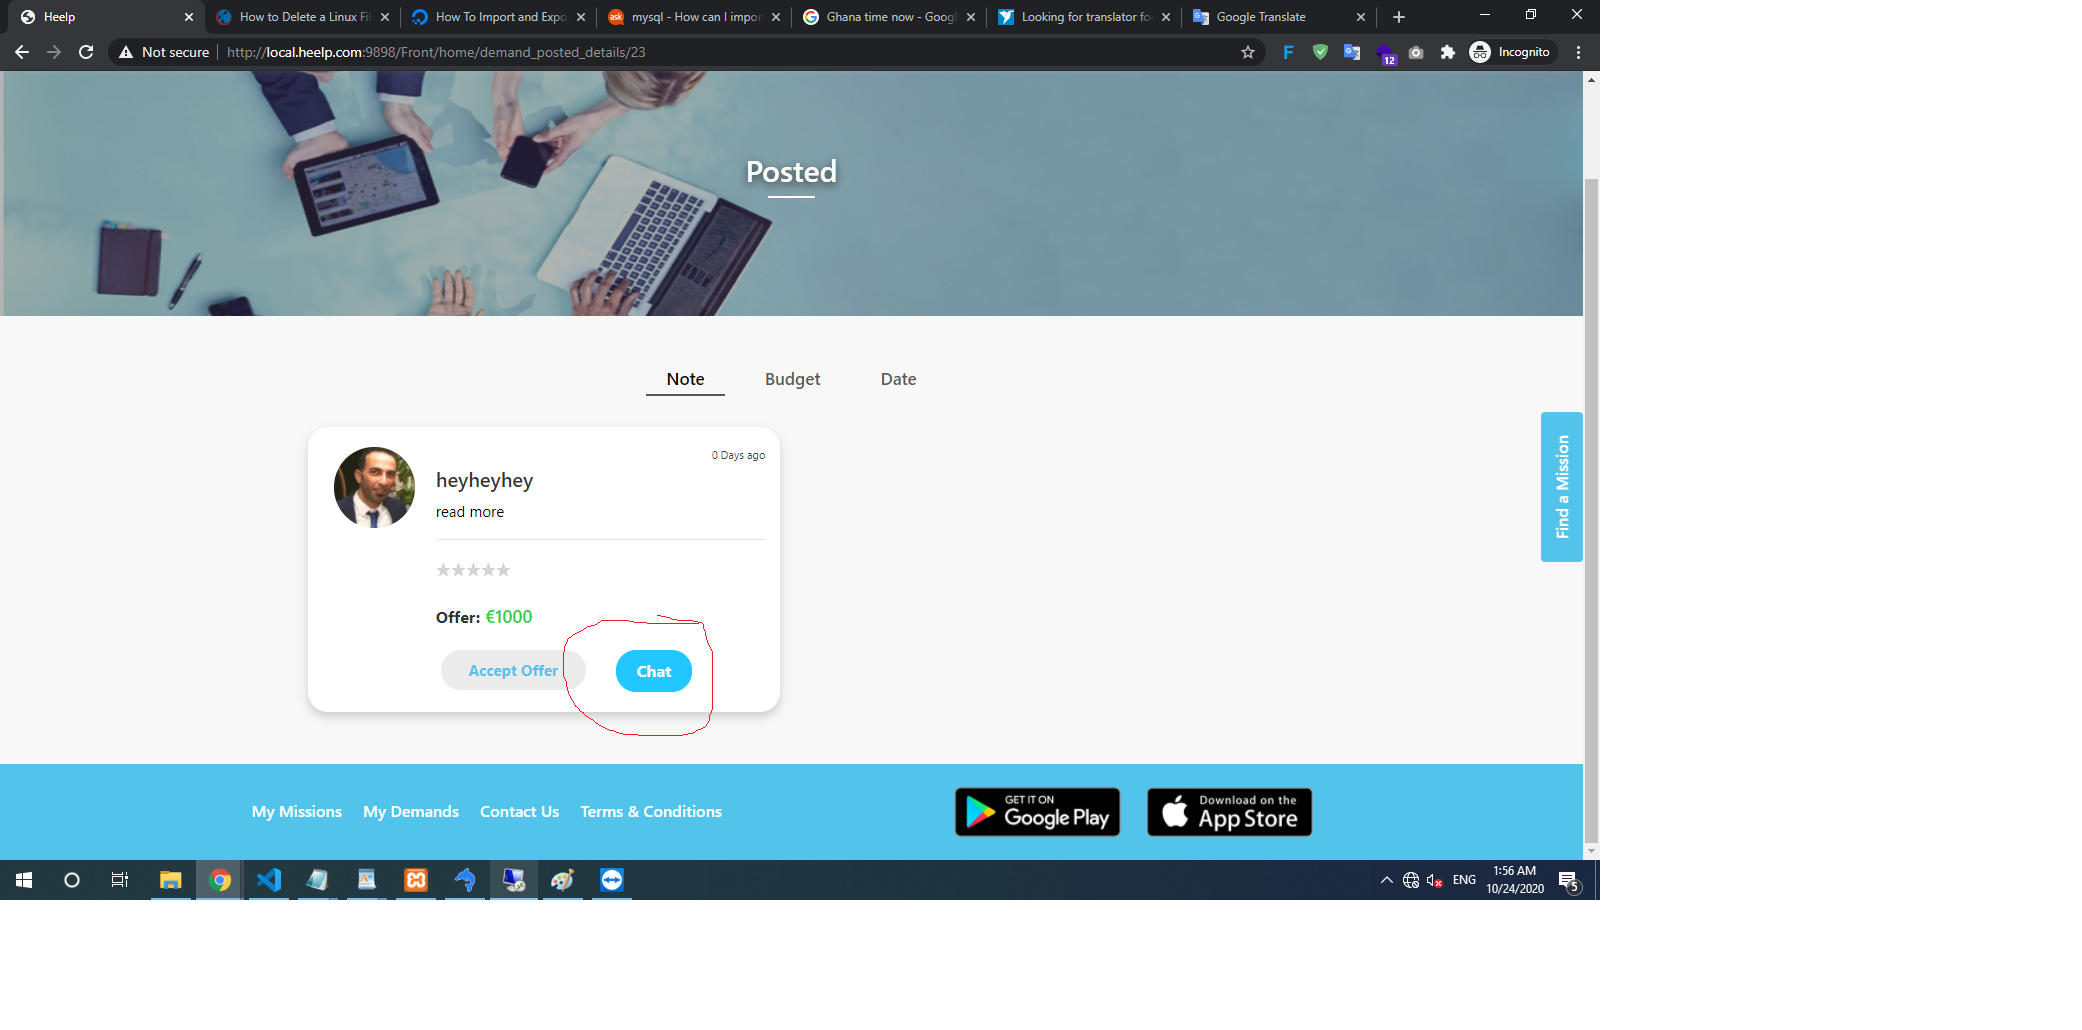 Heelp
How to Delete a Linux Fil
How To Import and Expo
ask
mysql - How can I impor
Ghana time now - Googl
Looking for translator fo
Google Translate
Not secure
http://local.heelp.com:9898/Front/home/demand_posted_details/23
F
12
Incognito
Posted
Note
Budget
Date
0 Days ago
heyheyhey
read more
Offer: €1000
Accept Offer
Chat
Find a Mission
My Missions
My Demands
Contact Us
Terms & Conditions
GET IT ON
Google Play
Download on the
App Store
ENG
1:56 AM
10/24/2020
5